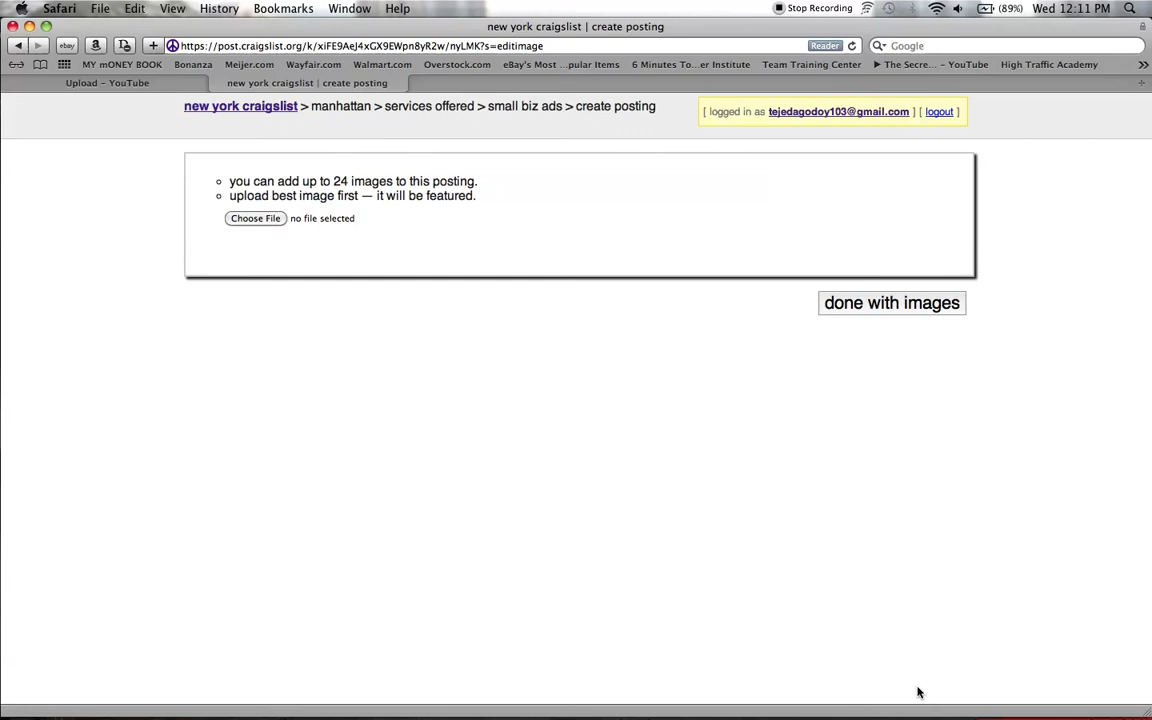 Safari File Edit View History Bookmarks Window Help Stop Recording (89%) Wed 12:11 PM
new york craigslist | create posting
ebay a + https://post.craigslist.org/k/xiFE9AeJ4xGX9EWpn8yR2w/nyLMK?s=editimage Reader Google
MY mONEY BOOK Bonanza Meijer.com Wayfair.com Walmart.com Overstock.com eBay's Most ...pular Items 6 Minutes To...er Institute Team Training Center ▶ The Secre... – YouTube High Traffic Academy >>
Upload – YouTube new york craigslist | create posting +
new york craigslist > manhattan > services offered > small biz ads > create posting [ logged in as tejedagodoy103@gmail.com ] [ logout ]
you can add up to 24 images to this posting.
upload best image first — it will be featured.
Choose File no file selected
done with images